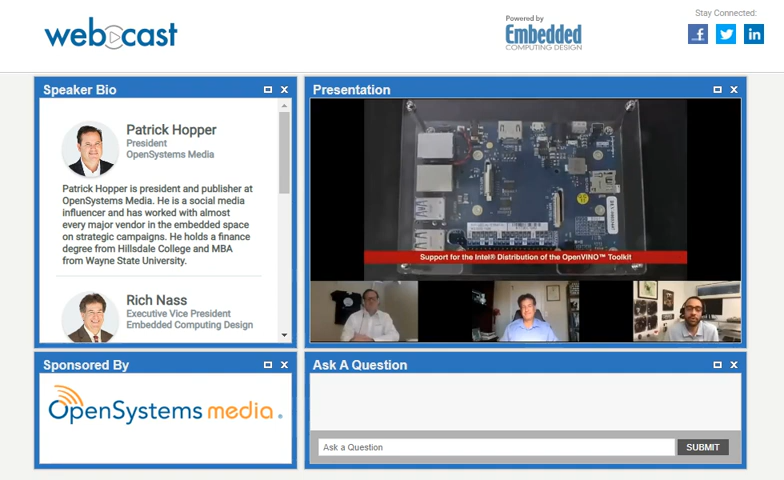 webcast
Powered by
Embedded
COMPUTING DESIGN
Stay Connected:
Speaker Bio
Patrick Hopper
President
OpenSystems Media
Patrick Hopper is president and publisher at
OpenSystems Media. He is a social media
influencer and has worked with almost
every major vendor in the embedded space
on strategic campaigns. He holds a finance
degree from Hillsdale College and MBA
from Wayne State University.
Rich Nass
Executive Vice President
Embedded Computing Design
Presentation
Support for the Intel® Distribution of the OpenVINO™ Toolkit
Sponsored By
OpenSystems media®
Ask A Question
Ask a Question
SUBMIT